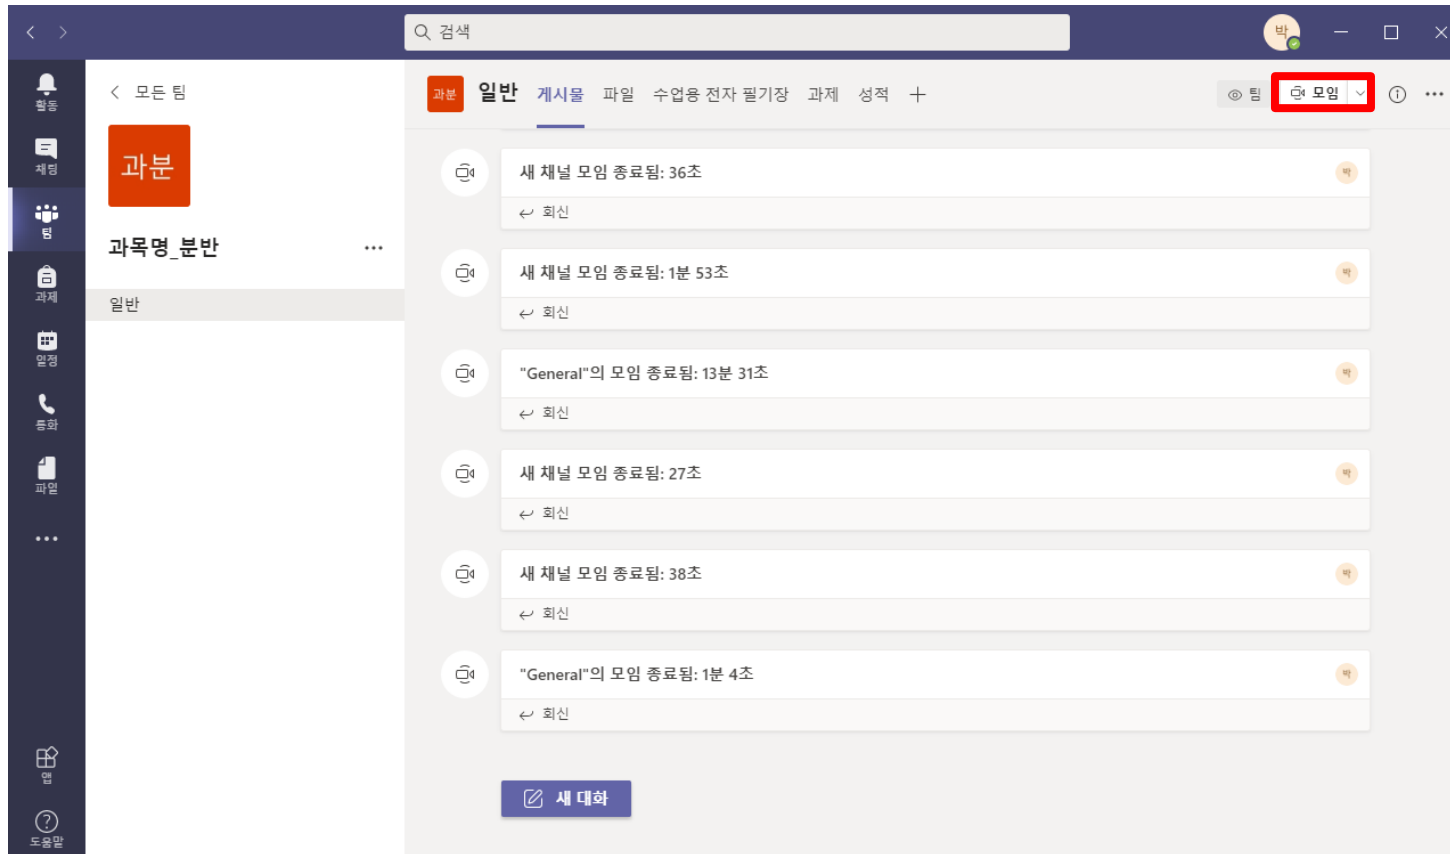 검색
박
활동
채팅
팀
과제
일정
통화
파일
앱
도움말
모든 팀
과분
과목명_분반
일반
과분 일반 게시물 파일 수업용 전자 필기장 과제 성적
팀 모임
새 채널 모임 종료됨: 36초
박
회신
새 채널 모임 종료됨: 1분 53초
박
회신
"General"의 모임 종료됨: 13분 31초
박
회신
새 채널 모임 종료됨: 27초
박
회신
새 채널 모임 종료됨: 38초
박
회신
"General"의 모임 종료됨: 1분 4초
박
회신
새 대화